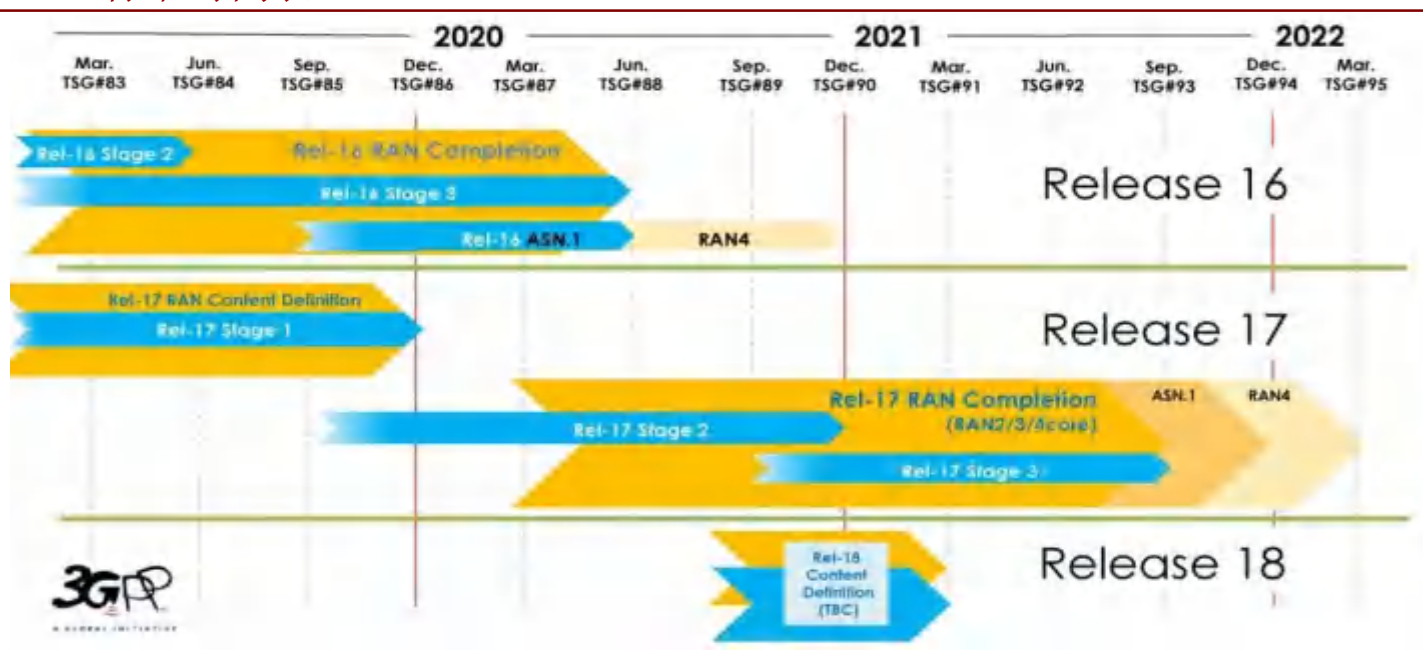 2020 2021 2022
Mar. Jun. Sep. Dec. Mar. Jun. Sep. Dec. Mar. Jun. Sep. Dec. Mar.
TSG#83 TSG#84 TSG#85 TSG#86 TSG#87 TSG#88 TSG#89 TSG#90 TSG#91 TSG#92 TSG#93 TSG#94 TSG#95
Rel-16 Stage 2
Rel-16 RAN Completion
Rel-16 Stage 3
Release 16
Rel-16 ASN.1
RAN4
Rel-17 RAN Content Definition
Rel-17 Stage 1
Release 17
Rel-17 RAN Completion
(RAN2/3/4core)
ASN.1
RAN4
Rel-17 Stage 2
Rel-17 Stage 3
Rel-18
Content
Definition
(TBC)
Release 18
3GPP
A GLOBAL INITIATIVE